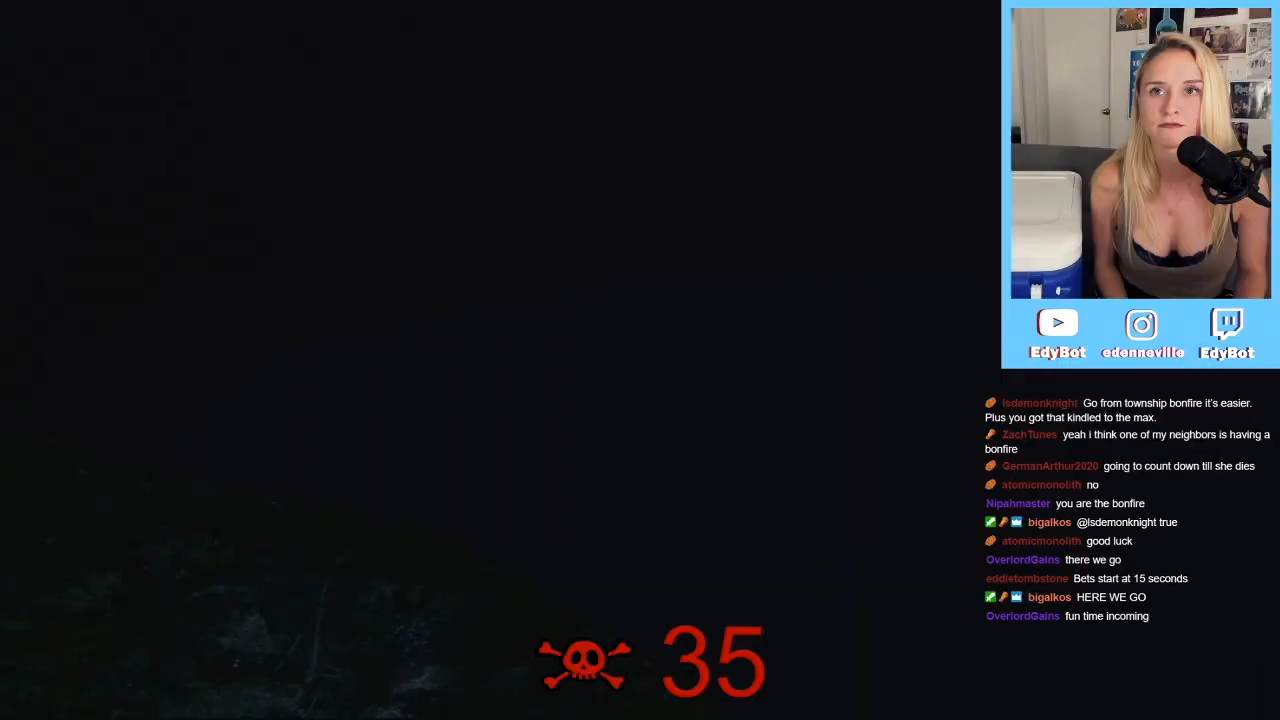 EdyBot edenneville EdyBot
lsdemonknight Go from township bonfire it's easier.
Plus you got that kindled to the max.
ZachTunes yeah i think one of my neighbors is having a
bonfire
GermanArthur2020 going to count down till she dies
atomicmonolith no
Nipahmaster you are the bonfire
bigalkos @lsdemonknight true
atomicmonolith good luck
OverlordGains there we go
eddietombstone Bets start at 15 seconds
bigalkos HERE WE GO
OverlordGains fun time incoming
35